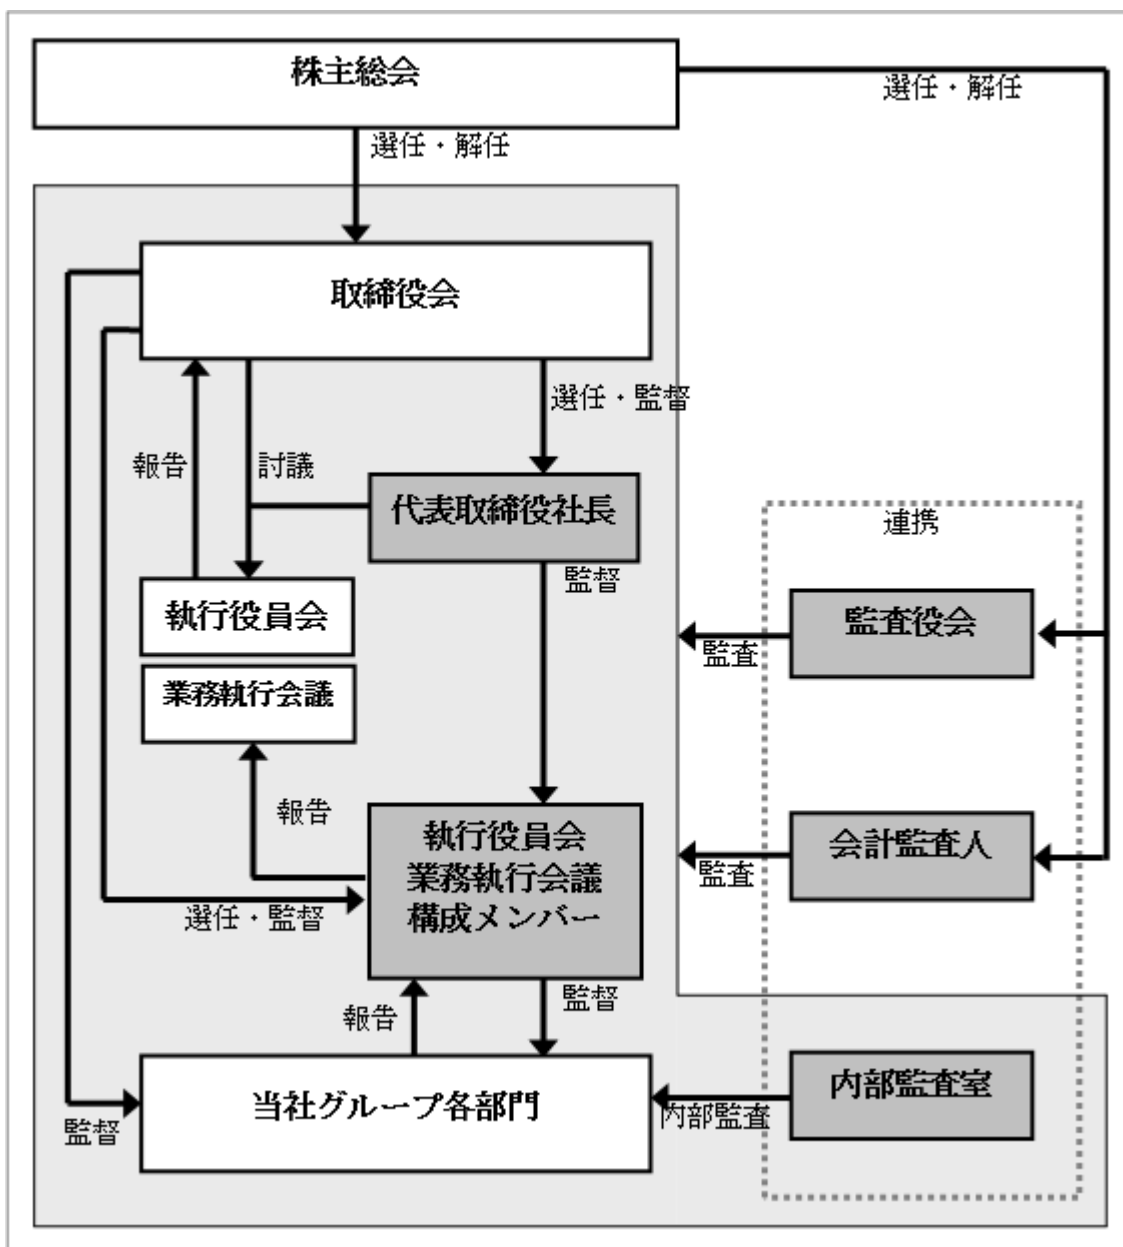 株主総会
選任・解任
選任・解任
取締役会
選任・監督
報告
討議
代表取締役社長
連携
監督
執行役員会
監査役会
監査
業務執行会議
報告
執行役員会
業務執行会議
構成メンバー
会計監査人
監査
選任・監督
報告
監督
当社グループ各部門
内部監査室
内部監査
監督